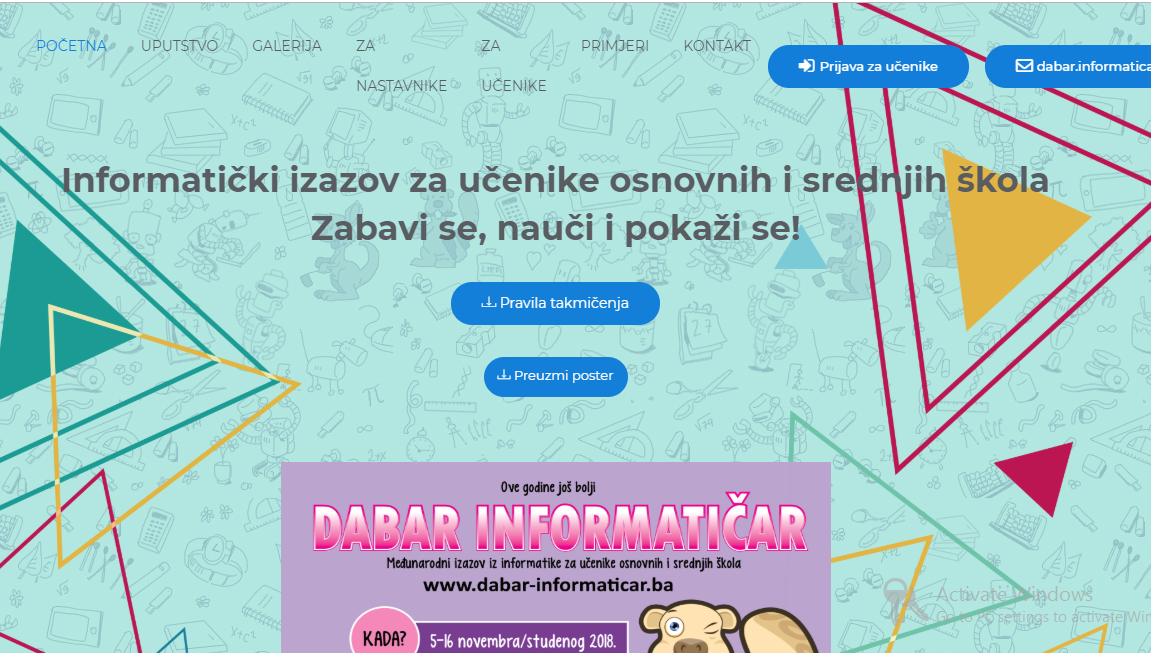 POČETNA UPUTSTVO GALERIJA ZA ZA PRIMJERI KONTAKT
NASTAVNIKE UČENIKE
Prijava za učenike
dabar.informatica
Informatički izazov za učenike osnovnih i srednjih škola
Zabavi se, nauči i pokaži se!
Pravila takmičenja
Preuzmi poster
Ove godine još bolji
DABAR INFORMATIČAR
Međunarodni izazov iz informatike za učenike osnovnih i srednjih škola
www.dabar-informaticar.ba
KADA? 5-16 novembra/studenog 2018.
Activate Windows
Go to PC settings to activate Win